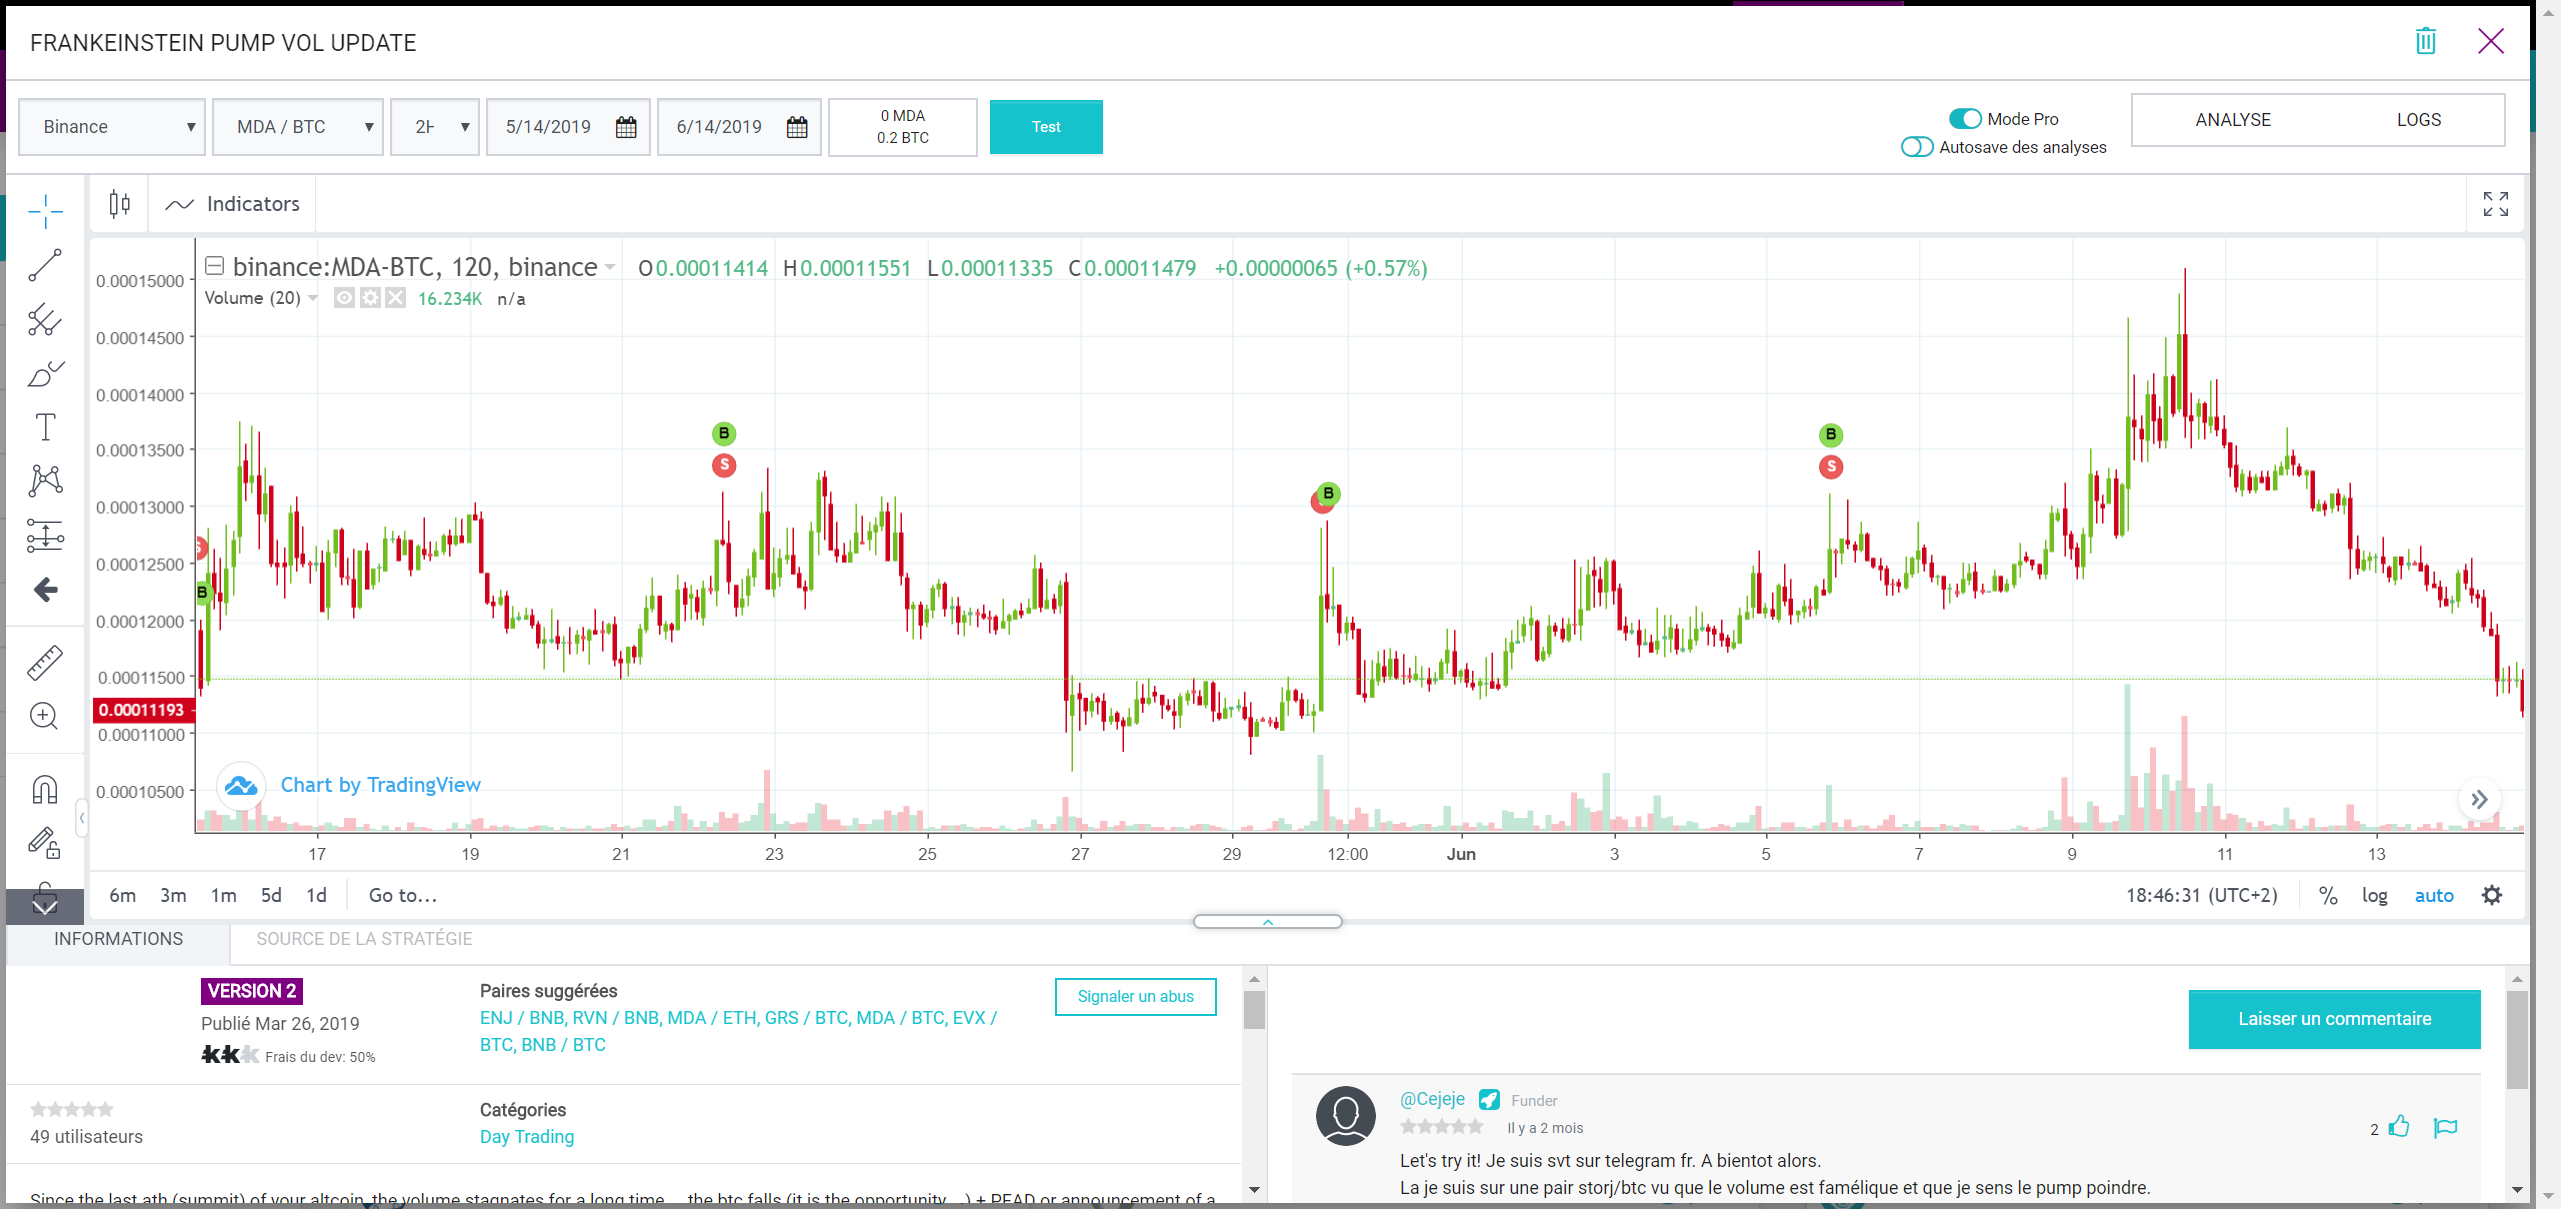 FRANKEINSTEIN PUMP VOL UPDATE
Binance
MDA / BTC
5/14/2019
6/14/2019
0 MDA
0.2 BTC
Test
Mode Pro
Autosave des analyses
ANALYSE
LOGS
Indicators
binance:MDA-BTC, 120, binance
O0.00011414 H0.00011551 L0.00011335 C0.00011479 +0.00000065 (+0.57%)
Volume (20) 16.234K n/a
0.00015000
0.00014500
0.00014000
0.00013500
0.00013000
0.00012500
0.00012000
0.00011500
0.00011193
0.00011000
0.00010500
B
S
B
B
S
B
Chart by TradingView
17 19 21 23 25 27 29 12:00 Jun 3 5 7 9 11 13
6m 3m 1m 5d 1d Go to...
18:46:31 (UTC+2) % log auto
INFORMATIONS
SOURCE DE LA STRATÉGIE
VERSION 2
Publié Mar 26, 2019
Frais du dev: 50%
Paires suggérées
ENJ / BNB, RVN / BNB, MDA / ETH, GRS / BTC, MDA / BTC, EVX /
BTC, BNB / BTC
Signaler un abus
49 utilisateurs
Catégories
Day Trading
Since the last ath (summit) of your altcoin, the volume stagnates for a long time ... the btc falls (it is the opportunity ...) + PEAD or announcement of a
Laisser un commentaire
@Cejeje Funder
Il y a 2 mois
2
Let's try it! Je suis svt sur telegram fr. A bientot alors.
La je suis sur une pair storj/btc vu que le volume est famélique et que je sens le pump poindre.